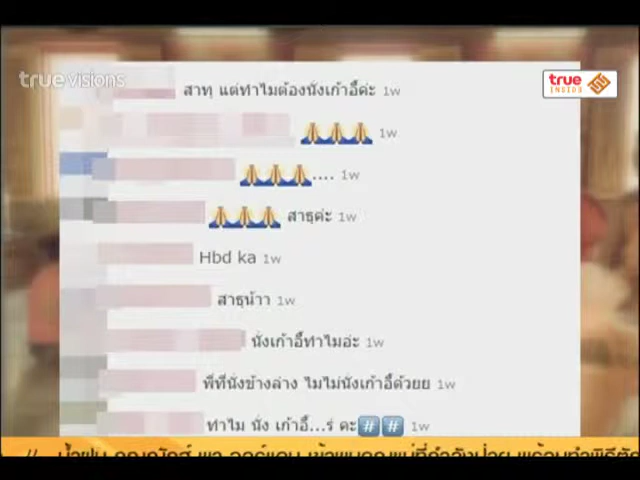 true visions
true
INSIDE
สาทุ แต่ทำไมต้องนั่งเก้าอี้ค่ะ 1w
🙏🙏🙏 1w
🙏🙏🙏.... 1w
🙏🙏🙏 สาธุค่ะ 1w
Hbd ka 1w
สาธุน้าา 1w
นั่งเก้าอี้ทำไมอ่ะ 1w
พี่ที่นั่งข้างล่าง ไมไม่นั่งเก้าอี้ด้วยย 1w
ทำไม นั่ง เก้าอี้...ร่ คะ#️⃣#️⃣ 1w